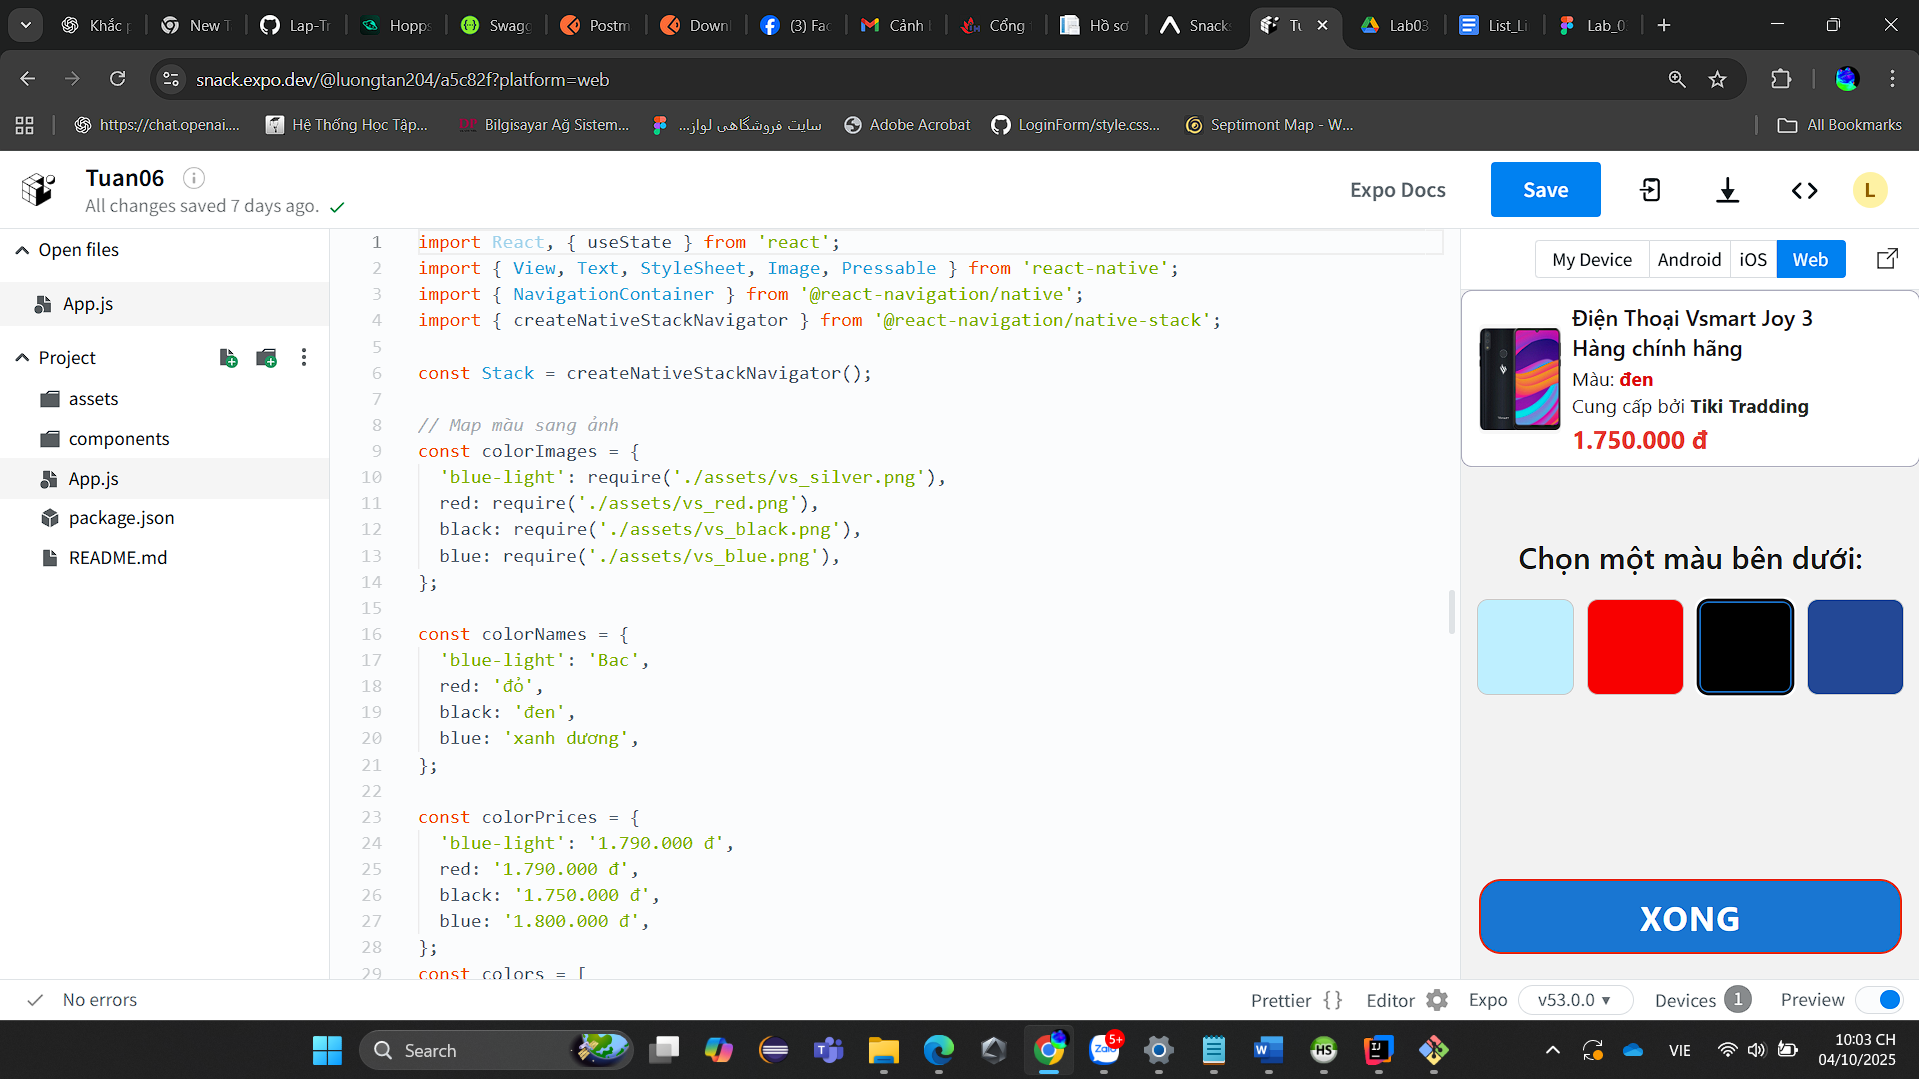 Khắc p
New T
Lap-Tr
Hopps
Swagg
Postm
Downl
(3) Fac
Cảnh
Cổng
Hồ sơ
Snack
Tu
Lab03
List_Li
Lab_0
snack.expo.dev/@luongtan204/a5c82f?platform=web
https://chat.openai....
Hệ Thống Học Tập...
Bilgisayar Ağ Sistem...
سایت فروشگاهی لواز...
Adobe Acrobat
LoginForm/style.css...
Septimont Map - W...
All Bookmarks
Tuan06
All changes saved 7 days ago.
Expo Docs
Save
L
Open files
App.js
Project
assets
components
App.js
package.json
README.md
1 import React, { useState } from 'react';
2 import { View, Text, StyleSheet, Image, Pressable } from 'react-native';
3 import { NavigationContainer } from '@react-navigation/native';
4 import { createNativeStackNavigator } from '@react-navigation/native-stack';
5
6 const Stack = createNativeStackNavigator();
7
8 // Map màu sang ảnh
9 const colorImages = {
10 'blue-light': require('./assets/vs_silver.png'),
11 red: require('./assets/vs_red.png'),
12 black: require('./assets/vs_black.png'),
13 blue: require('./assets/vs_blue.png'),
14 };
15
16 const colorNames = {
17 'blue-light': 'Bac',
18 red: 'đỏ',
19 black: 'đen',
20 blue: 'xanh dương',
21 };
22
23 const colorPrices = {
24 'blue-light': '1.790.000 đ',
25 red: '1.790.000 đ',
26 black: '1.750.000 đ',
27 blue: '1.800.000 đ',
28 };
29 const colors = [
My Device
Android
iOS
Web
Điện Thoại Vsmart Joy 3
Hàng chính hãng
Màu: đen
Cung cấp bởi Tiki Tradding
1.750.000 đ
Chọn một màu bên dưới:
XONG
No errors
Prettier { }
Editor
Expo
v53.0.0
Devices 1
Preview
Search
5+
Zalo
HS
IJ
VIE
10:03 CH
04/10/2025